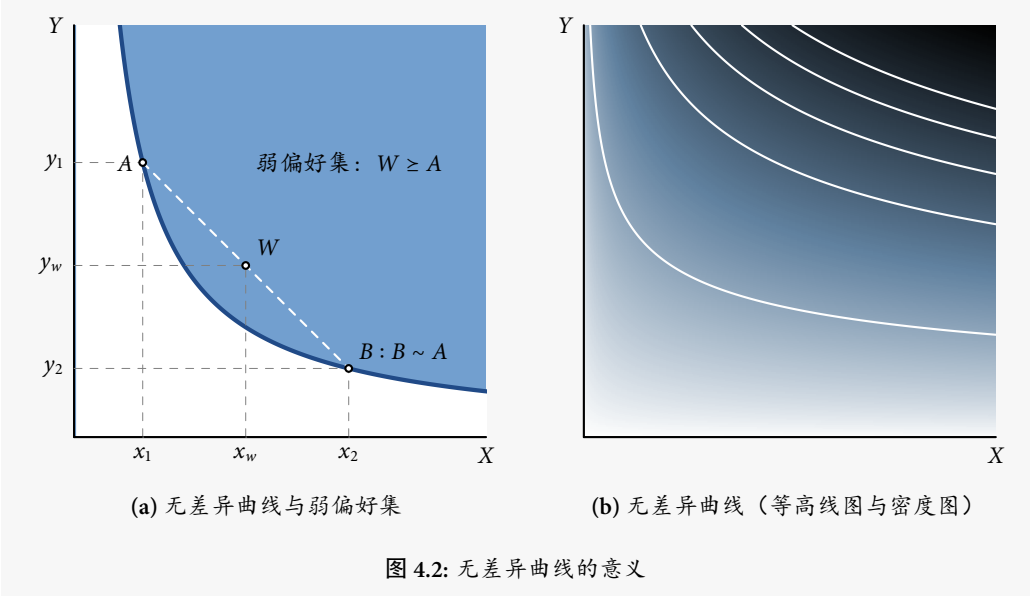 Y
y1
A
弱偏好集：W ≥ A
W
yw
B : B ~ A
y2
x1
xw
x2
X
(a) 无差异曲线与弱偏好集
Y
X
(b) 无差异曲线（等高线图与密度图）
图 4.2: 无差异曲线的意义